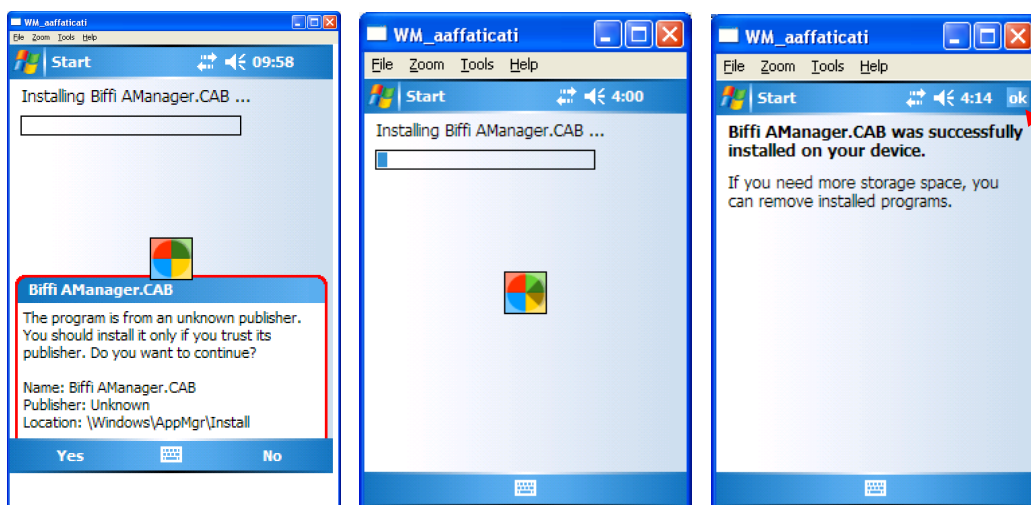 WM_aaffaticati
File Zoom Tools Help
Start 09:58
Installing Biffi AManager.CAB ...
Biffi AManager.CAB
The program is from an unknown publisher.
You should install it only if you trust its
publisher. Do you want to continue?
Name: Biffi AManager.CAB
Publisher: Unknown
Location: \Windows\AppMgr\Install
Yes No
WM_aaffaticati
File Zoom Tools Help
Start 4:00
Installing Biffi AManager.CAB ...
WM_aaffaticati
File Zoom Tools Help
Start 4:14 ok
Biffi AManager.CAB was successfully
installed on your device.
If you need more storage space, you
can remove installed programs.